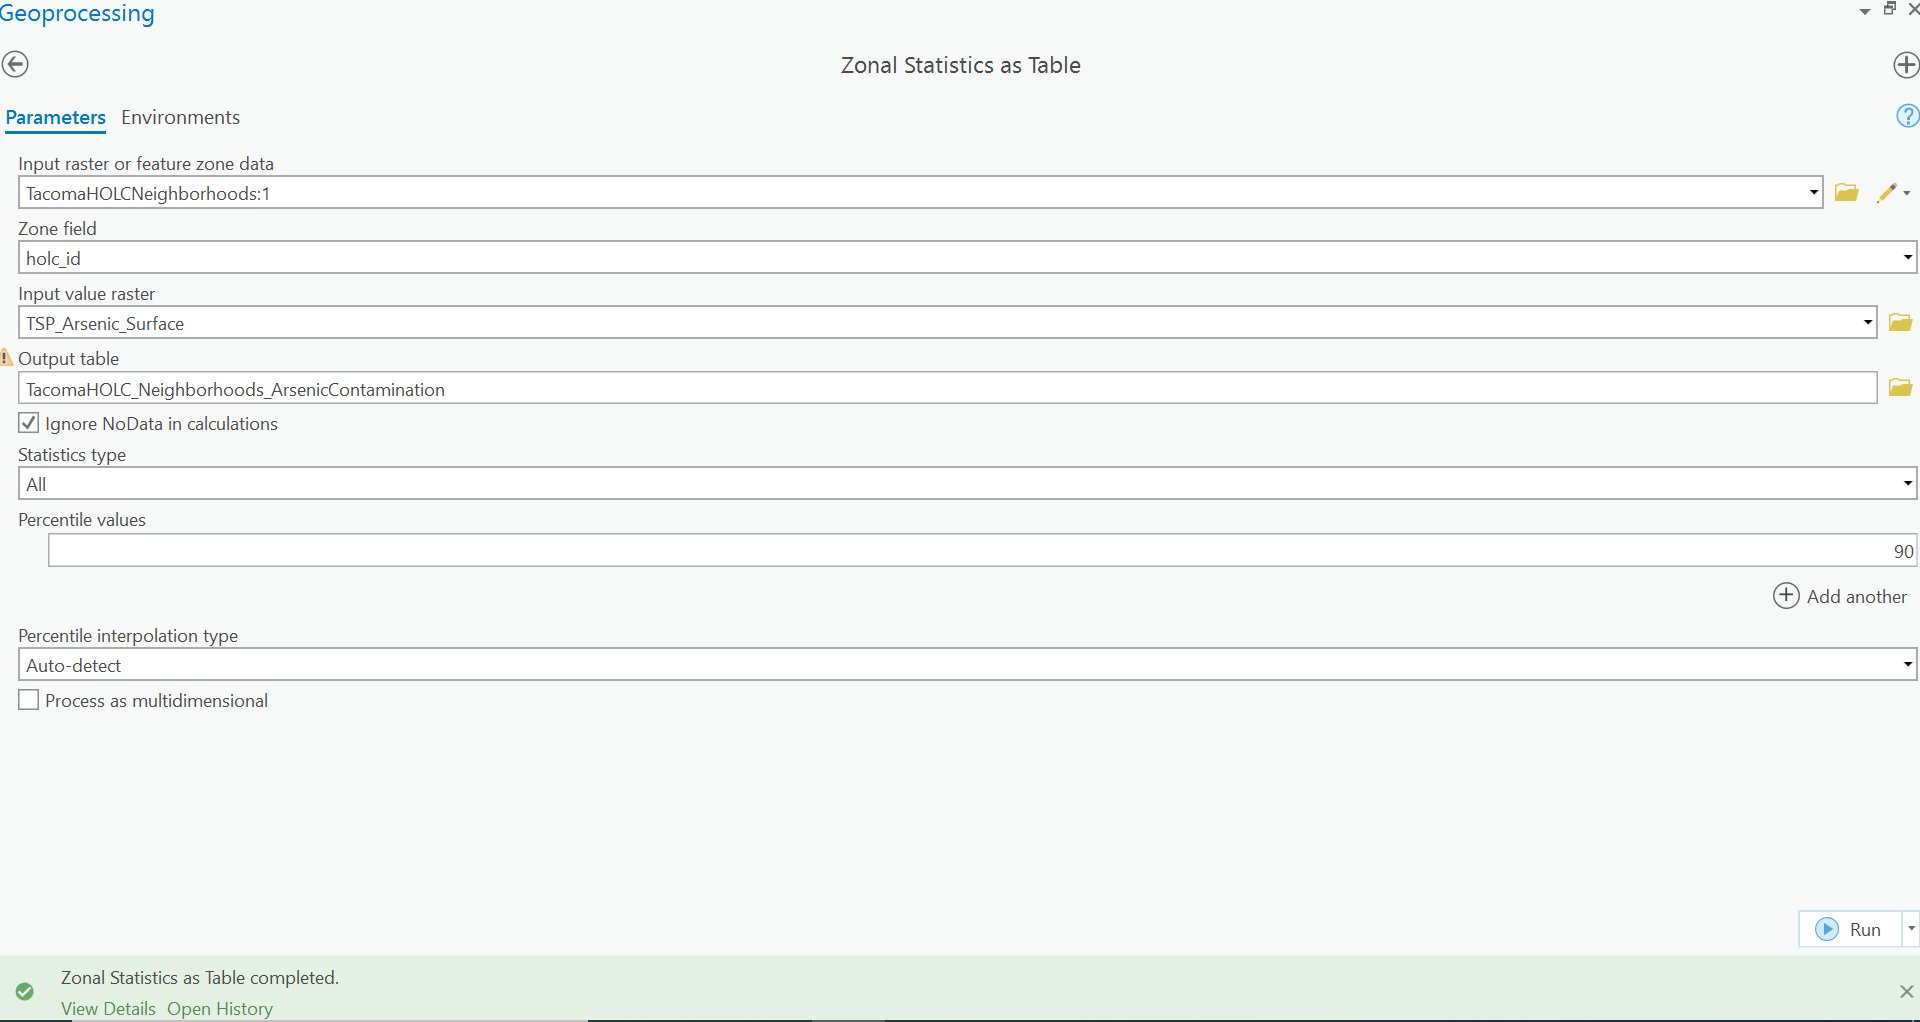 Geoprocessing
Zonal Statistics as Table
Parameters Environments
Input raster or feature zone data
TacomaHOLCNeighborhoods:1
Zone field
holc_id
Input value raster
TSP_Arsenic_Surface
Output table
TacomaHOLC_Neighborhoods_ArsenicContamination
Ignore NoData in calculations
Statistics type
All
Percentile values
90
Add another
Percentile interpolation type
Auto-detect
Process as multidimensional
Run
Zonal Statistics as Table completed.
View Details Open History